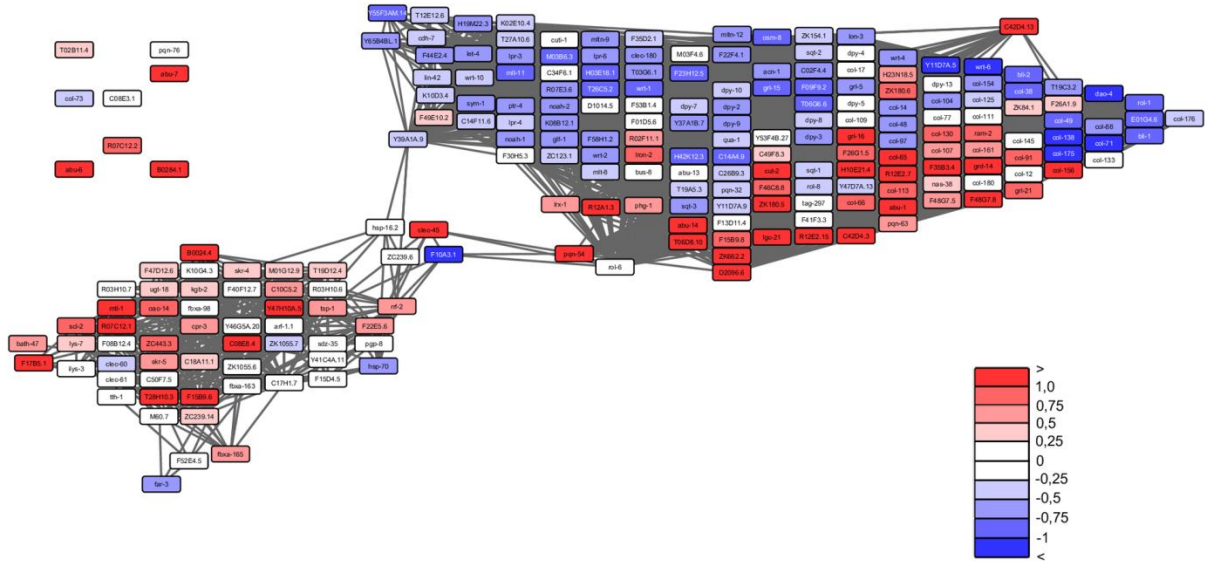 T02B11.4
pqn-76
abu-7
col-73
C08E3.1
R07C12.2
abu-6
B0284.1
Y55F3AM.14
T12E12.6
H19M22.3
K02E10.4
Y65B4BL.1
cdh-7
T27A10.6
cuti-1
mltn-9
F35D2.1
mltn-12
osm-8
ZK154.1
lon-3
C42D4.13
F44E2.4
let-4
lpr-3
M03B6.3
lpr-6
clec-180
M03F4.6
F22F4.1
sqt-2
dpy-4
wrt-4
Y11D7A.5
wrt-6
lin-42
wrt-10
mlt-11
C34F6.1
H03E18.1
T03G6.1
F23H12.5
acn-1
C02F4.4
col-17
H23N18.5
bli-2
K10D3.4
sym-1
R07E3.6
T26C5.2
wrt-1
dpy-10
grl-15
F09F9.2
grl-5
ZK180.6
dpy-13
col-154
col-38
T19C3.2
dao-4
F49E10.2
C14F11.6
ptr-4
noah-2
D1014.5
F53B1.4
dpy-7
dpy-2
T06G6.6
dpy-5
col-14
col-104
col-125
ZK84.1
F26A1.9
rol-1
Y39A1A.9
lpr-4
K08B12.1
F01D5.6
Y37A1B.7
dpy-9
dpy-8
col-109
col-48
col-77
col-111
col-49
col-68
E01G4.6
col-176
noah-1
glf-1
F56H1.2
R02F11.1
qua-1
Y53F4B.27
dpy-3
grl-16
col-97
col-130
ram-2
col-145
col-138
col-71
bli-1
F30H5.3
ZC123.1
wrt-2
tron-2
H42K12.3
C14A4.9
C49F8.3
F26G1.5
col-65
col-107
col-161
col-91
col-175
col-133
mlt-8
bus-8
abu-13
C26B9.3
cut-2
sqt-1
H10E21.4
R12E2.7
F35B3.4
grd-14
col-12
col-156
T19A5.3
pqn-32
F46C8.8
rol-8
Y47D7A.13
col-113
nas-38
col-180
grl-21
lrx-1
R12A1.3
phg-1
sqt-3
Y11D7A.9
ZK180.5
tag-297
col-66
abu-1
F48G7.5
F48G7.8
abu-14
F13D11.4
F41F3.3
pqn-63
T06D8.10
F15B9.8
lgc-21
R12E2.15
C42D4.3
hsp-16.2
clec-45
ZC239.6
F10A3.1
pqn-54
ZK662.2
rol-6
D2096.6
B0024.4
F47D12.6
K10G4.3
skr-4
M01G12.9
T19D12.4
R03H10.7
ugt-18
kgb-2
F40F12.7
C10C5.2
R03H10.6
mtl-1
oac-14
fbxa-98
Y47H10A.5
tsp-1
nf-2
scl-2
R07C12.1
cpr-3
Y46G5A.20
arf-1.1
F22E5.6
bath-47
lys-7
F08B12.4
ZC443.3
C08E8.4
ZK1055.7
sdz-35
pgp-8
F17B5.1
ilys-3
clec-60
skr-5
C18A11.1
ZK1055.6
Y41C4A.11
hsp-70
clec-61
C50F7.5
fbxa-163
C17H1.7
F15D4.5
tth-1
T28H10.3
F15B9.6
M60.7
ZC239.14
F52E4.5
fbxa-165
far-3
>
1,0
0,75
0,5
0,25
0
-0,25
-0,5
-0,75
-1
<